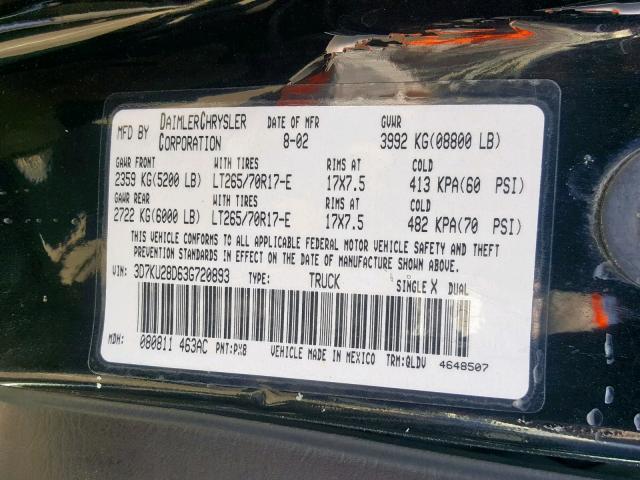 MFD BY DAIMLERCHRYSLER CORPORATION DATE OF MFR 8-02 GVWR 3992 KG(08800 LB)
GAWR FRONT WITH TIRES RIMS AT COLD
2359 KG(5200 LB) LT265/70R17-E 17X7.5 413 KPA(60 PSI)
GAWR REAR WITH TIRES RIMS AT COLD
2722 KG(6000 LB) LT265/70R17-E 17X7.5 482 KPA(70 PSI)
THIS VEHICLE CONFORMS TO ALL APPLICABLE FEDERAL MOTOR VEHICLE SAFETY AND THEFT
PREVENTION STANDARDS IN EFFECT ON THE DATE OF MANUFACTURE SHOWN ABOVE.
VIN: 3D7KU28D63G720893 TYPE: TRUCK SINGLE X DUAL
MDH: 080811 463AC PNT:PX8 VEHICLE MADE IN MEXICO TRM:QLDV 4648507